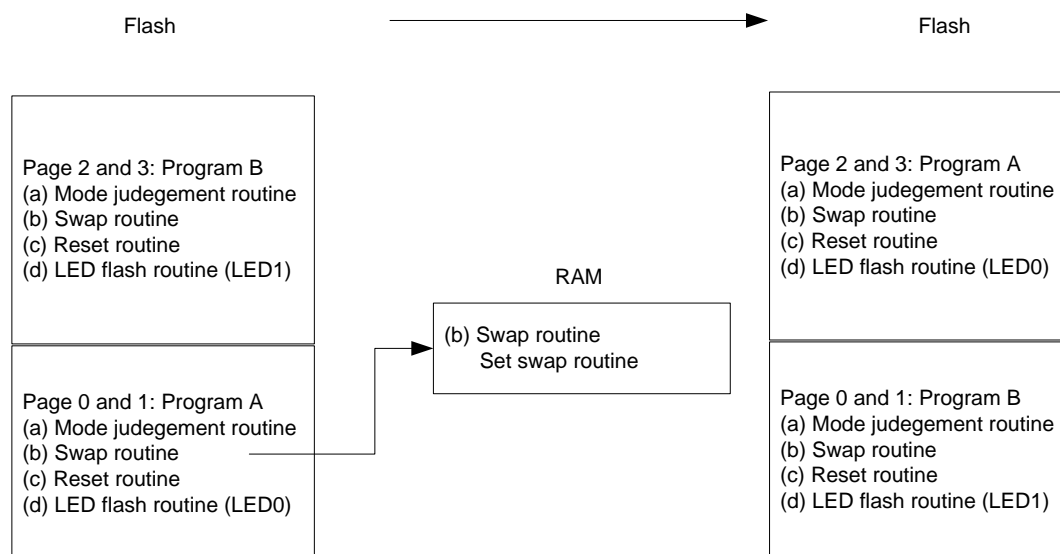 Flash
Flash
Page 2 and 3: Program B
(a) Mode judegement routine
(b) Swap routine
(c) Reset routine
(d) LED flash routine (LED1)
Page 0 and 1: Program A
(a) Mode judegement routine
(b) Swap routine
(c) Reset routine
(d) LED flash routine (LED0)
RAM
(b) Swap routine
Set swap routine
Page 2 and 3: Program A
(a) Mode judegement routine
(b) Swap routine
(c) Reset routine
(d) LED flash routine (LED0)
Page 0 and 1: Program B
(a) Mode judegement routine
(b) Swap routine
(c) Reset routine
(d) LED flash routine (LED1)